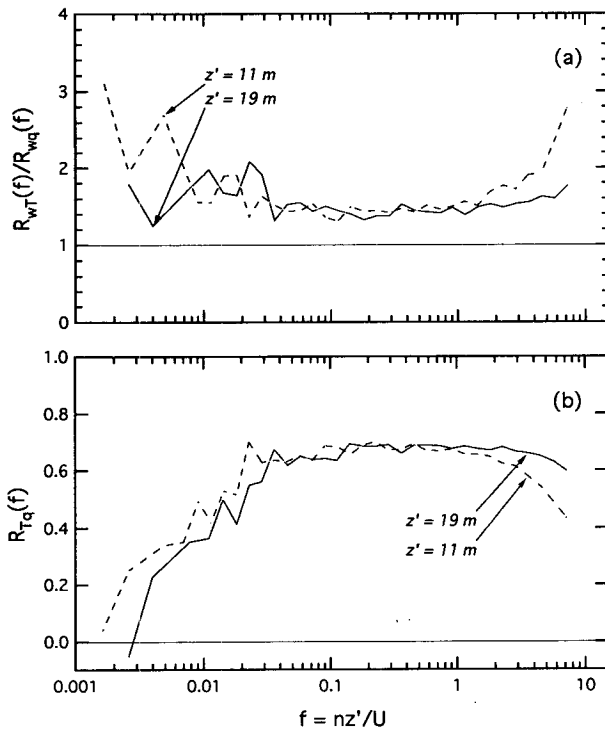 4
(a)
z' = 11 m
z' = 19 m
3
2
1
0
R_wT(f)/R_wq(f)
1.0
(b)
0.8
0.6
0.4
0.2
0.0
R_Tq(f)
z' = 19 m
z' = 11 m
0.001
0.01
0.1
1
10
f = nz'/U